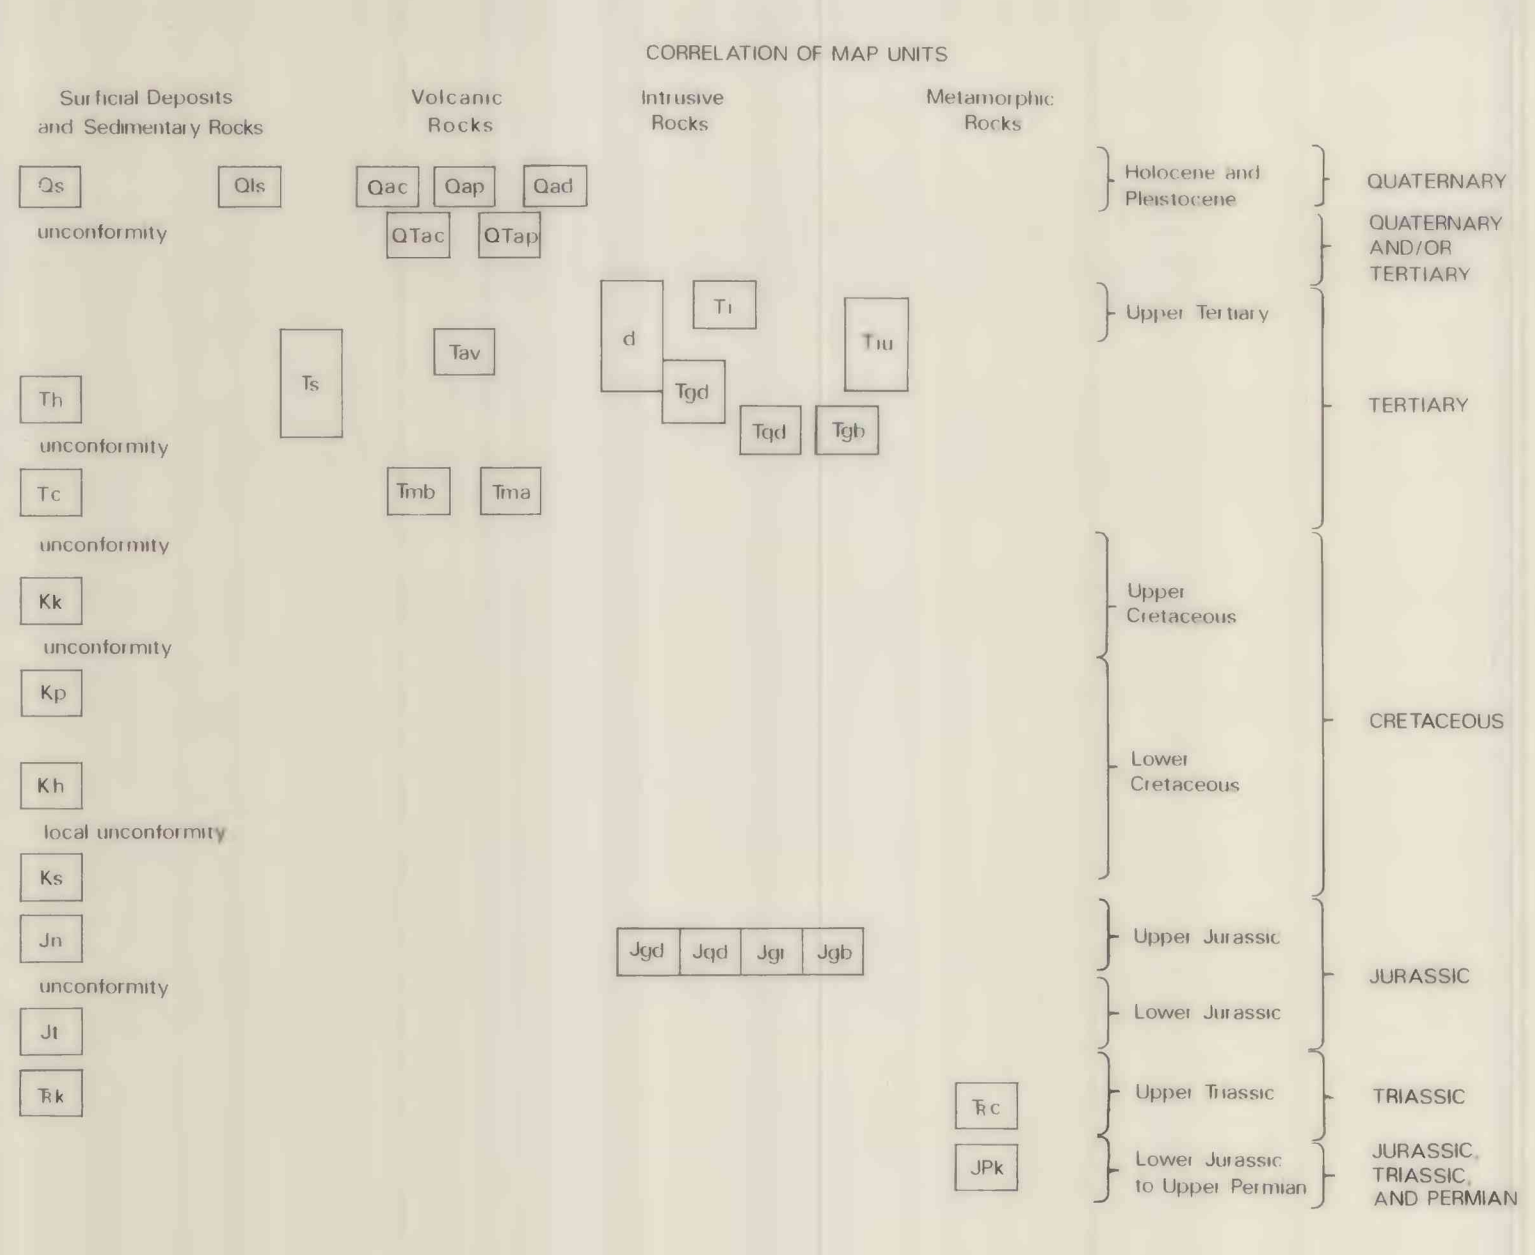 CORRELATION OF MAP UNITS
Surficial Deposits
and Sedimentary Rocks
Volcanic
Rocks
Intrusive
Rocks
Metamorphic
Rocks
Qs
Qls
Qac
Qap
Qad
Holocene and
Pleistocene
QUATERNARY
unconformity
QTac
QTap
QUATERNARY
AND/OR
TERTIARY
d
Ti
Tiu
Upper Tertiary
Ts
Tav
Th
Tgd
TERTIARY
Tqd
Tgb
unconformity
Tc
Tmb
Tma
unconformity
Kk
Upper
Cretaceous
unconformity
Kp
CRETACEOUS
Kh
Lower
Cretaceous
local unconformity
Ks
Jn
Jgd
Jqd
Jgi
Jgb
Upper Jurassic
JURASSIC
unconformity
Jt
Lower Jurassic
T̅Rk
T̅Rc
Upper Triassic
TRIASSIC
JPk
Lower Jurassic
to Upper Permian
JURASSIC,
TRIASSIC,
AND PERMIAN